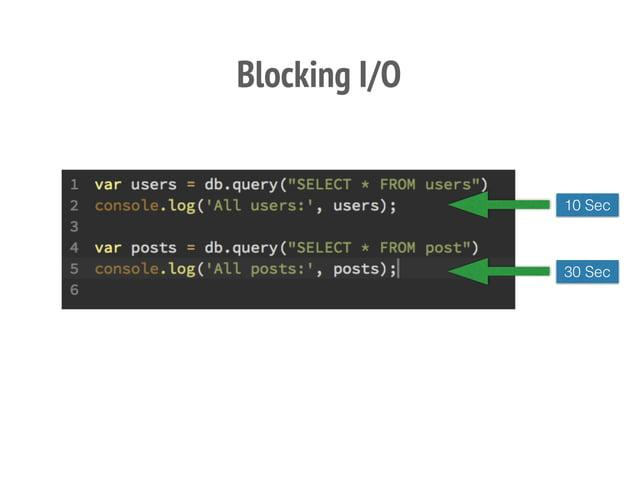 Blocking I/O
1 var users = db.query("SELECT * FROM users")
2 console.log('All users:', users);
10 Sec
3
4 var posts = db.query("SELECT * FROM post")
5 console.log('All posts:', posts);
30 Sec
6